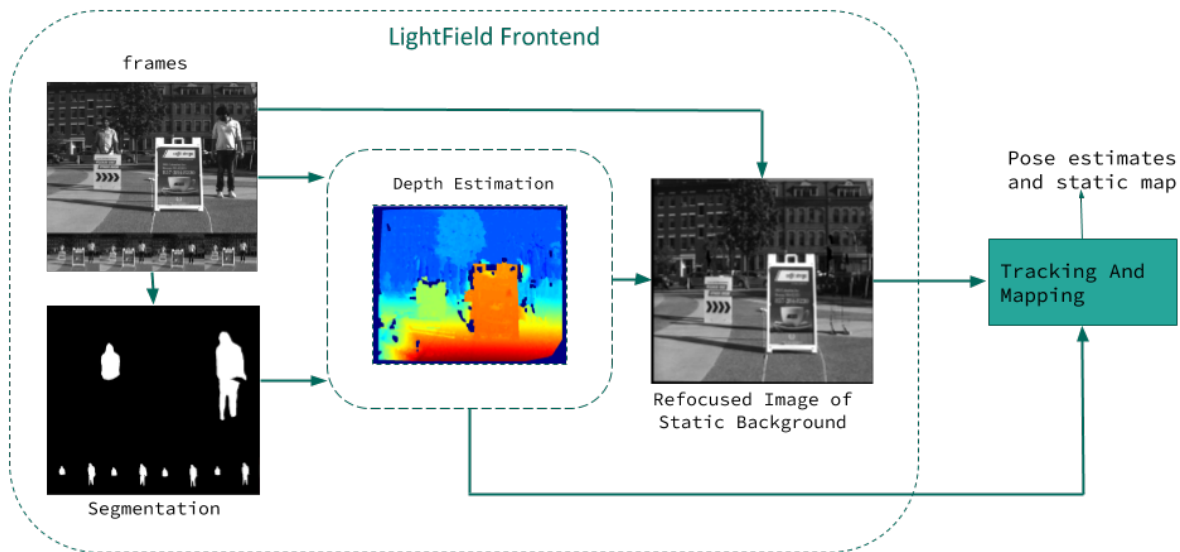 LightField Frontend
frames
Depth Estimation
Segmentation
Refocused Image of
Static Background
Pose estimates
and static map
Tracking And
Mapping